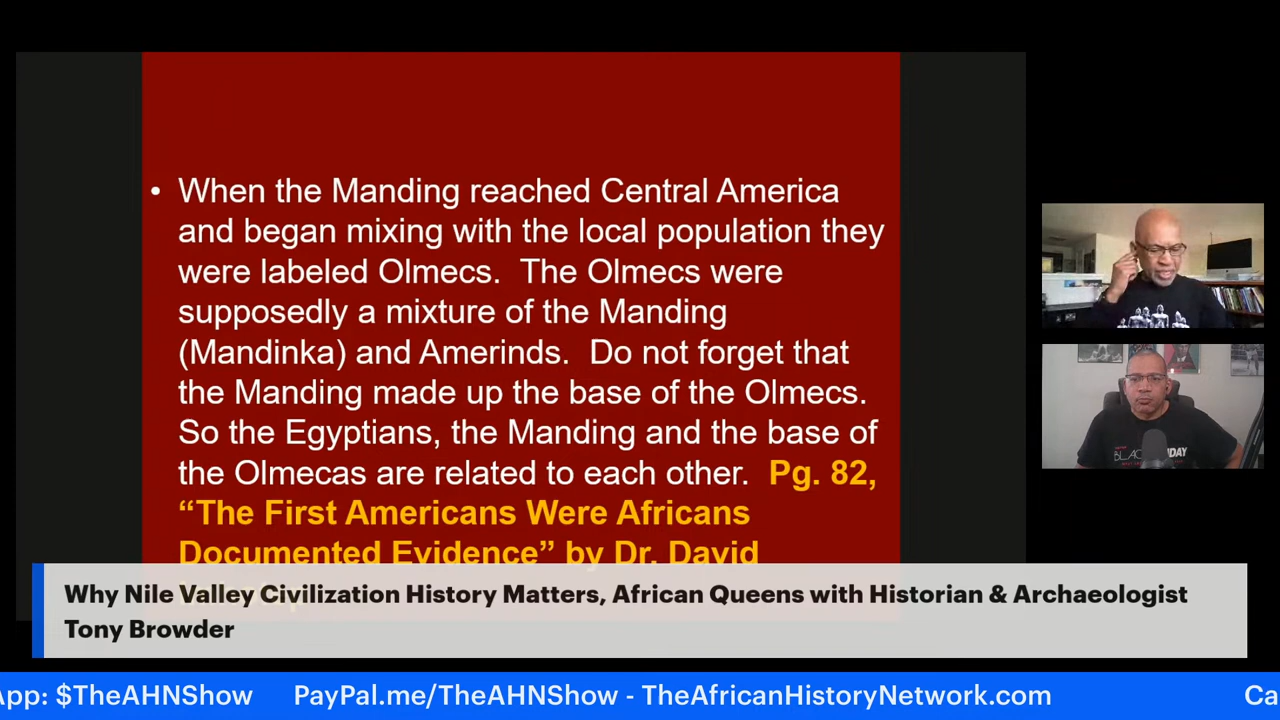 • When the Manding reached Central America
and began mixing with the local population they
were labeled Olmecs.  The Olmecs were
supposedly a mixture of the Manding
(Mandinka) and Amerinds.  Do not forget that
the Manding made up the base of the Olmecs.
So the Egyptians, the Manding and the base of
the Olmecas are related to each other.  Pg. 82,
“The First Americans Were Africans
Documented Evidence” by Dr. David
Why Nile Valley Civilization History Matters, African Queens with Historian & Archaeologist
Tony Browder
App: $TheAHNShow PayPal.me/TheAHNShow - TheAfricanHistoryNetwork.com Ca